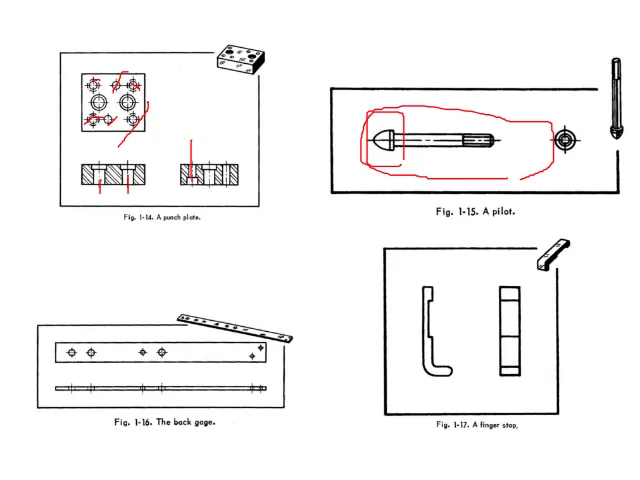 Fig. 1-14. A punch plate.
Fig. 1-15. A pilot.
Fig. 1-16. The back gage.
Fig. 1-17. A finger stop.